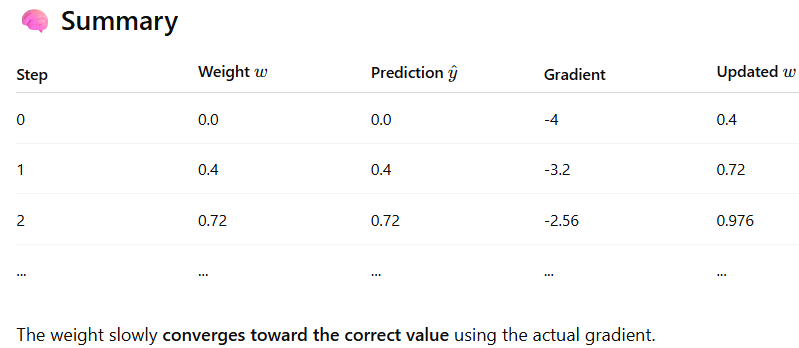 🧠 Summary
Step Weight w Prediction ŷ Gradient Updated w
0 0.0 0.0 -4 0.4
1 0.4 0.4 -3.2 0.72
2 0.72 0.72 -2.56 0.976
... ... ... ... ...
The weight slowly converges toward the correct value using the actual gradient.